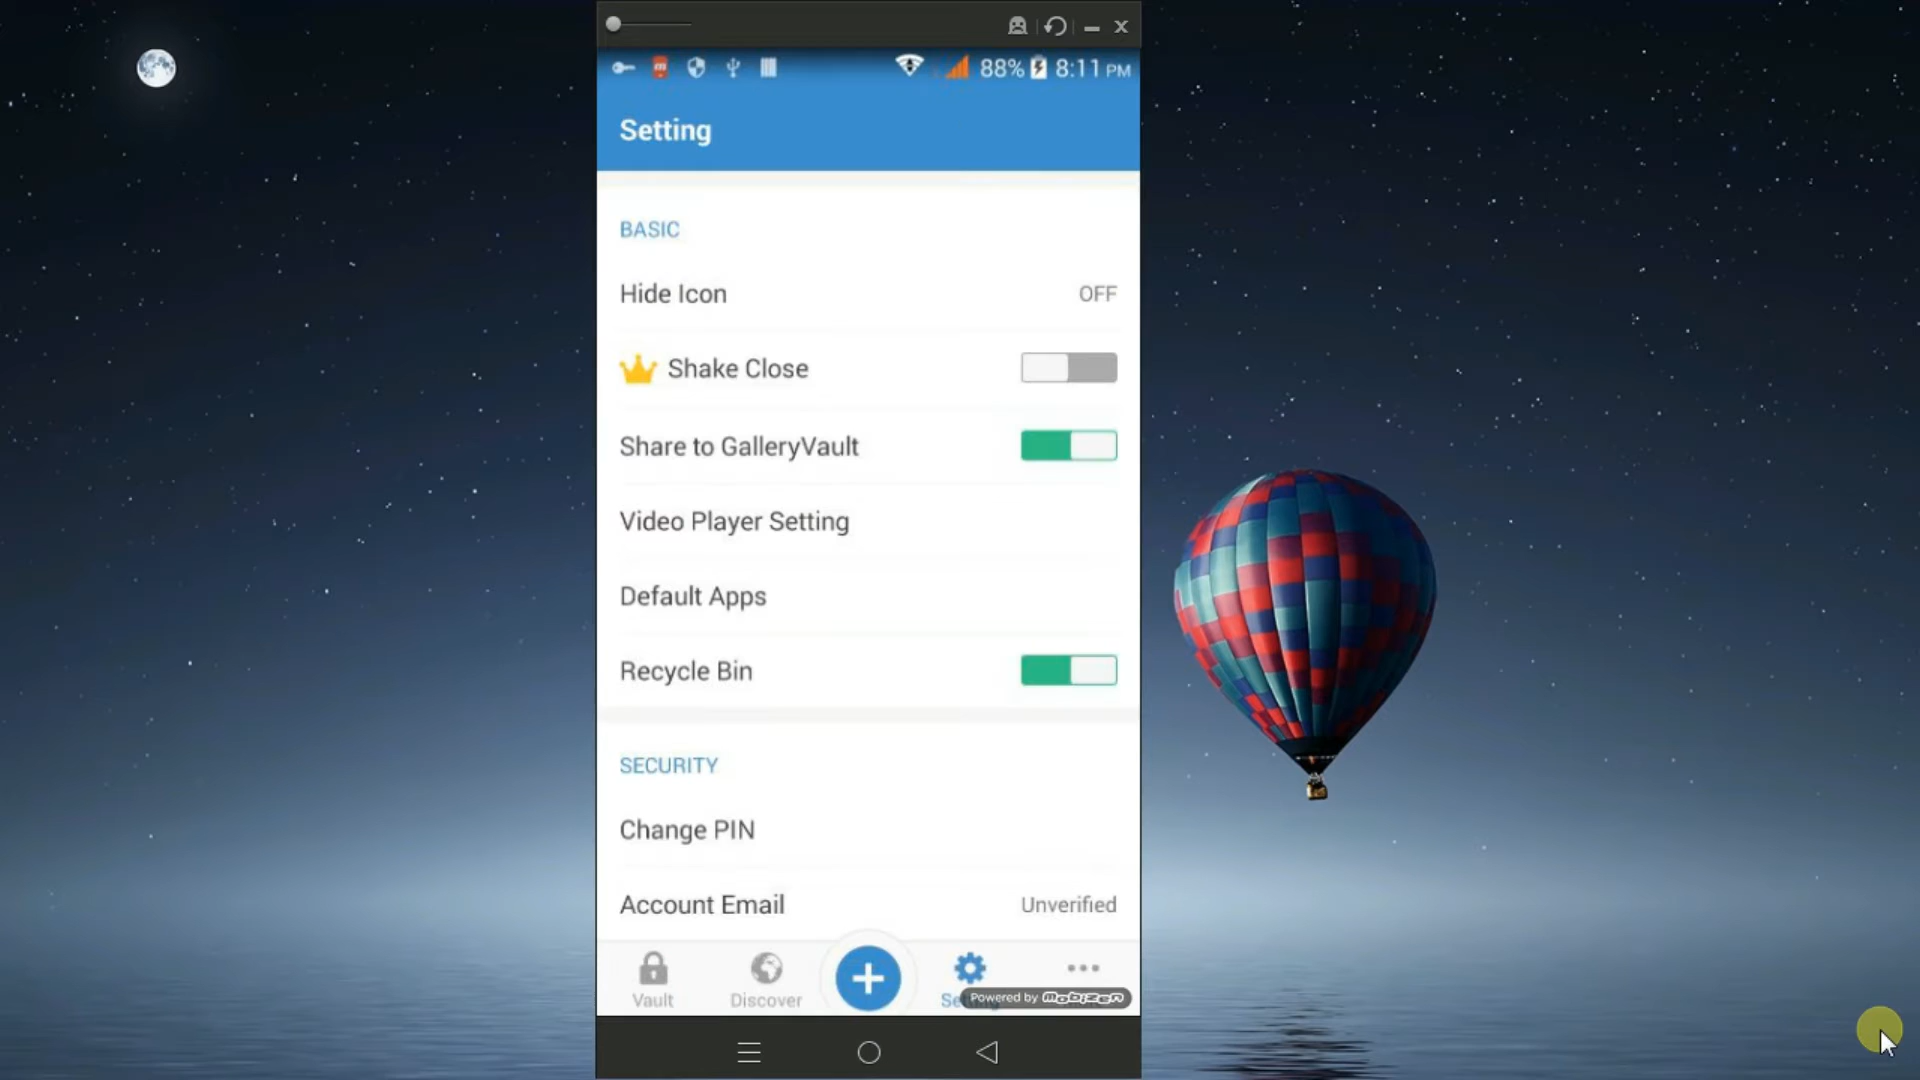 88% 8:11 PM
Setting
BASIC
Hide Icon OFF
Shake Close
Share to GalleryVault
Video Player Setting
Default Apps
Recycle Bin
SECURITY
Change PIN
Account Email Unverified
Vault Discover
Powered by mobizen